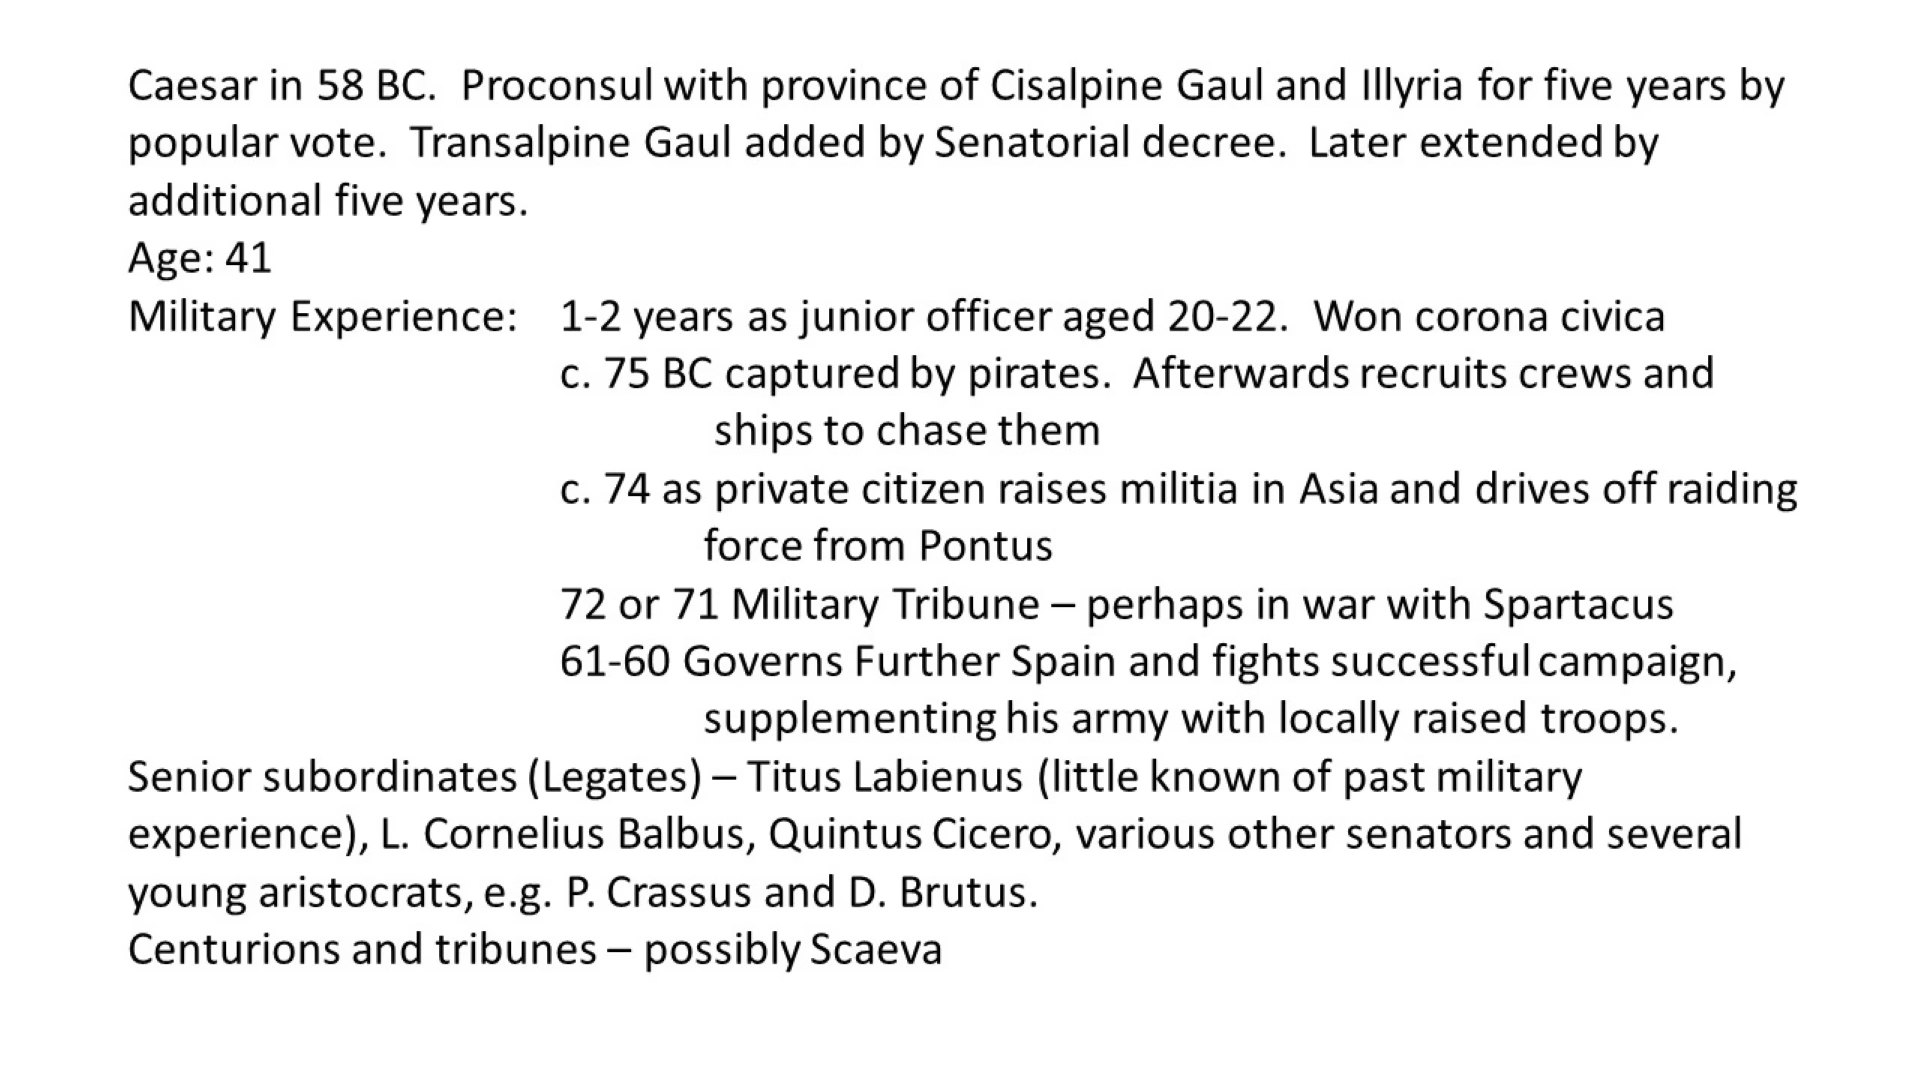 Caesar in 58 BC.  Proconsul with province of Cisalpine Gaul and Illyria for five years by
popular vote.  Transalpine Gaul added by Senatorial decree.  Later extended by
additional five years.
Age: 41
Military Experience: 1-2 years as junior officer aged 20-22.  Won corona civica
c. 75 BC captured by pirates.  Afterwards recruits crews and
ships to chase them
c. 74 as private citizen raises militia in Asia and drives off raiding
force from Pontus
72 or 71 Military Tribune – perhaps in war with Spartacus
61-60 Governs Further Spain and fights successful campaign,
supplementing his army with locally raised troops.
Senior subordinates (Legates) – Titus Labienus (little known of past military
experience), L. Cornelius Balbus, Quintus Cicero, various other senators and several
young aristocrats, e.g. P. Crassus and D. Brutus.
Centurions and tribunes – possibly Scaeva